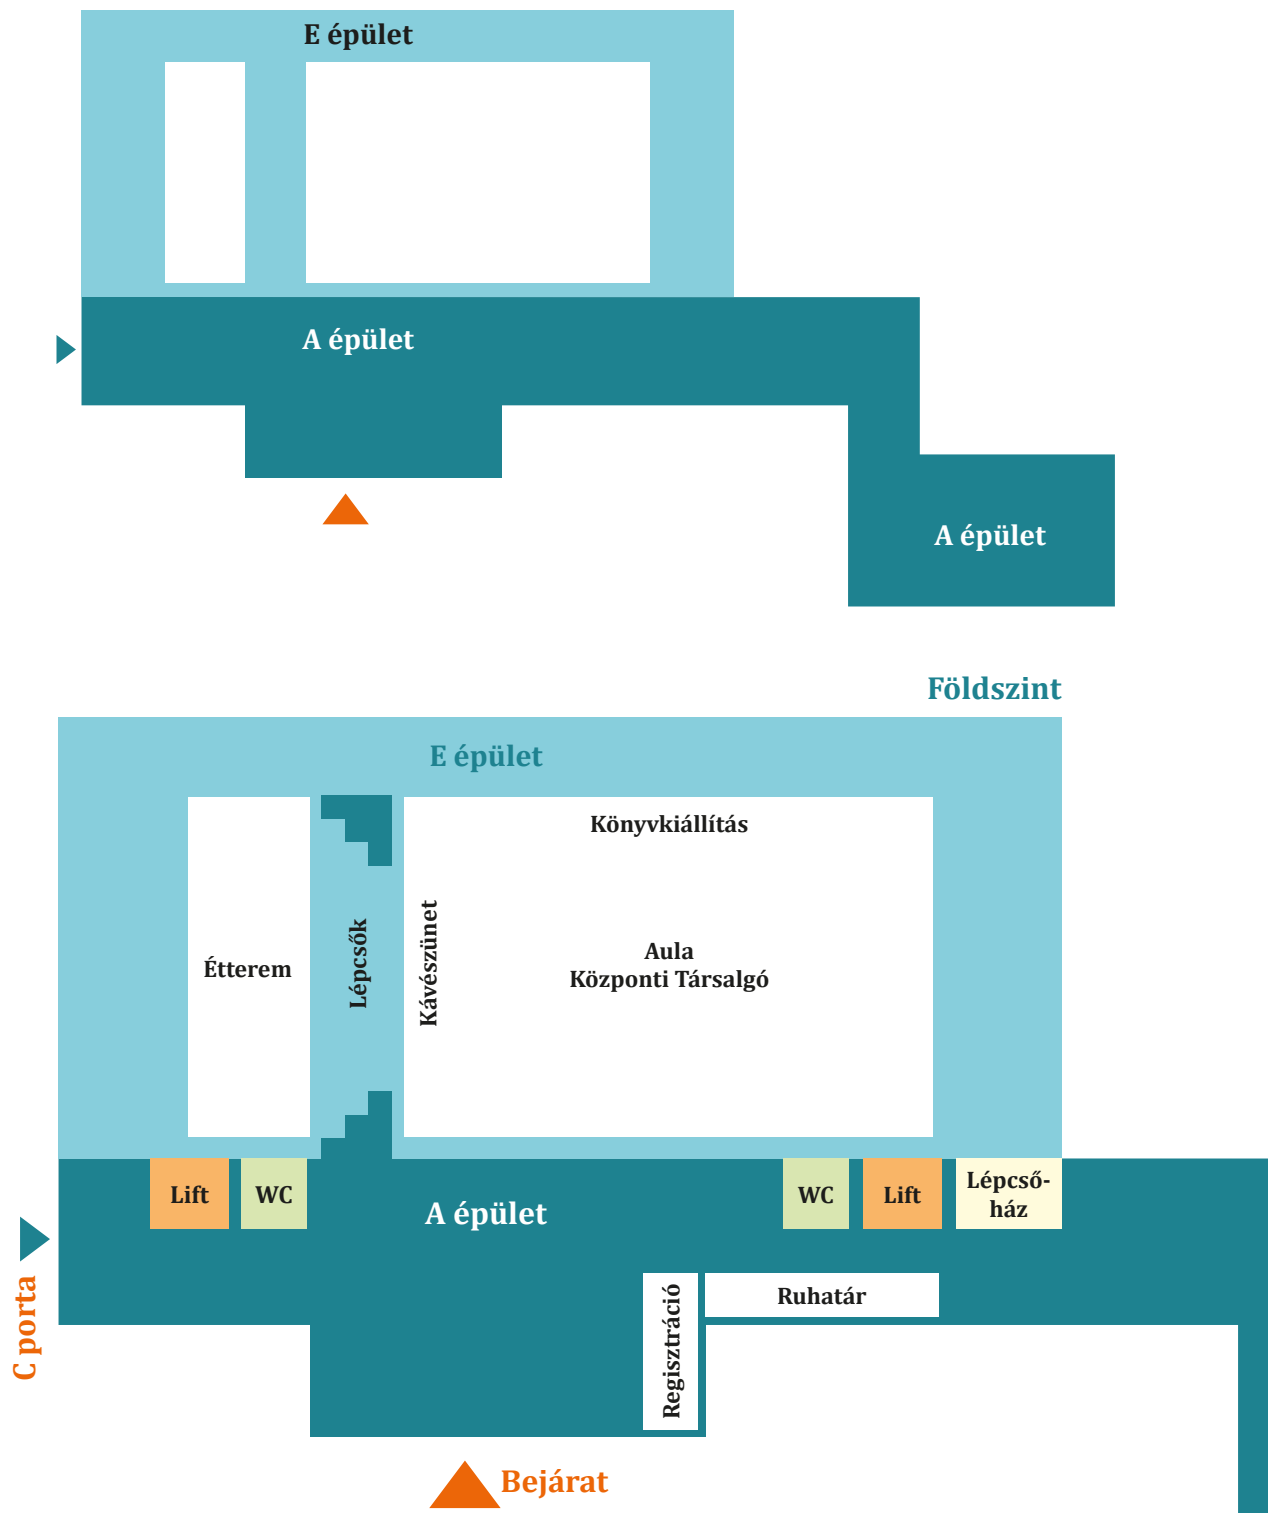 E épület
A épület
A épület
Földszint
E épület
Könyvkiállítás
Étterem
Lépcsők
Kávészünet
Aula
Központi Társalgó
Lift
WC
A épület
WC
Lift
Lépcső-
ház
C porta
Regisztráció
Ruhatár
Bejárat